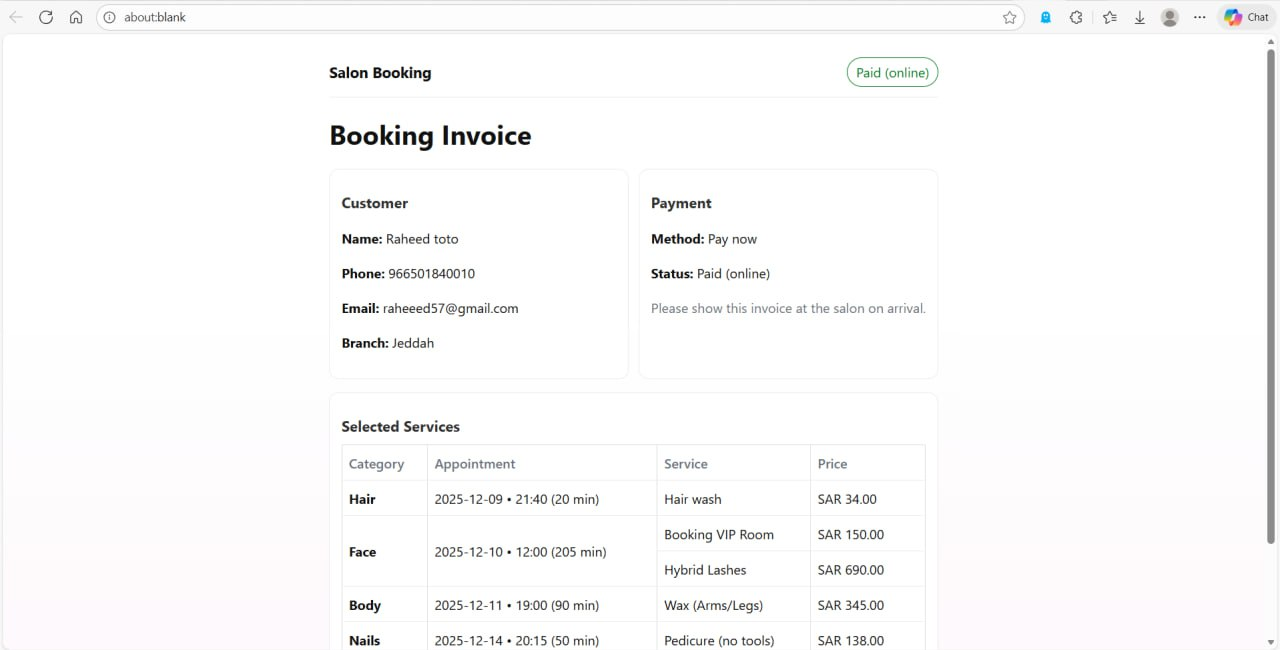 about:blank
Chat
Salon Booking
Paid (online)
Booking Invoice
Customer
Name: Raheed toto
Phone: 966501840010
Email: raheeed57@gmail.com
Branch: Jeddah
Payment
Method: Pay now
Status: Paid (online)
Please show this invoice at the salon on arrival.
Selected Services
Category Appointment Service Price
Hair 2025-12-09 • 21:40 (20 min) Hair wash SAR 34.00
Face 2025-12-10 • 12:00 (205 min) Booking VIP Room SAR 150.00
Hybrid Lashes SAR 690.00
Body 2025-12-11 • 19:00 (90 min) Wax (Arms/Legs) SAR 345.00
Nails 2025-12-14 • 20:15 (50 min) Pedicure (no tools) SAR 138.00